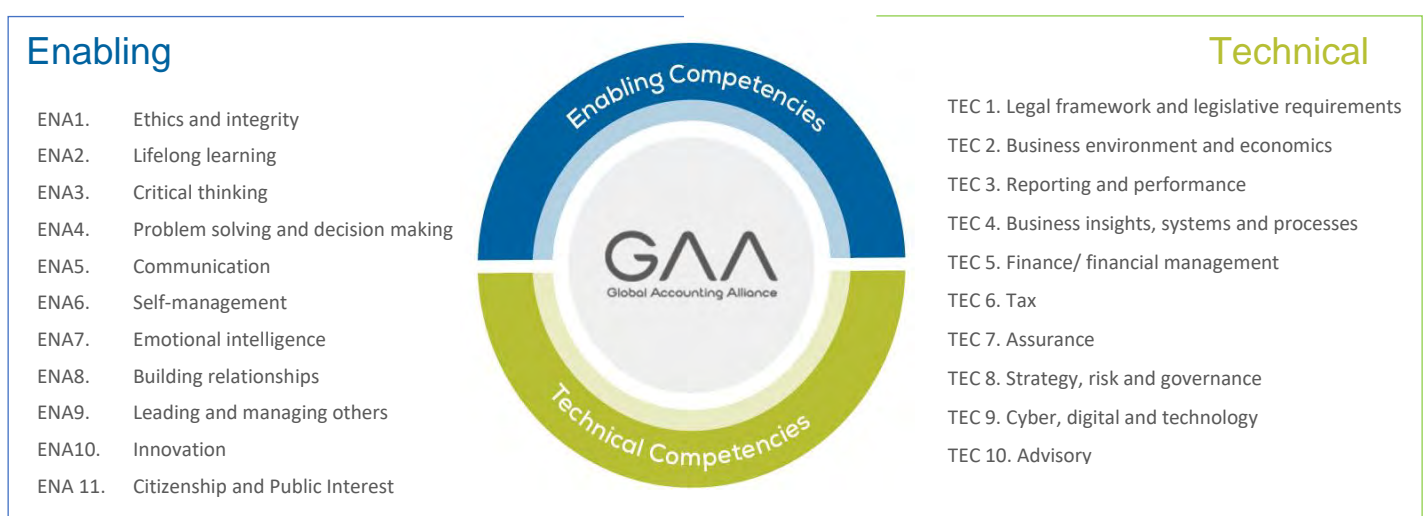 Enabling
ENA1. Ethics and integrity
ENA2. Lifelong learning
ENA3. Critical thinking
ENA4. Problem solving and decision making
ENA5. Communication
ENA6. Self-management
ENA7. Emotional intelligence
ENA8. Building relationships
ENA9. Leading and managing others
ENA10. Innovation
ENA 11. Citizenship and Public Interest
Enabling Competencies
GAA
Global Accounting Alliance
Technical Competencies
Technical
TEC 1. Legal framework and legislative requirements
TEC 2. Business environment and economics
TEC 3. Reporting and performance
TEC 4. Business insights, systems and processes
TEC 5. Finance/ financial management
TEC 6. Tax
TEC 7. Assurance
TEC 8. Strategy, risk and governance
TEC 9. Cyber, digital and technology
TEC 10. Advisory